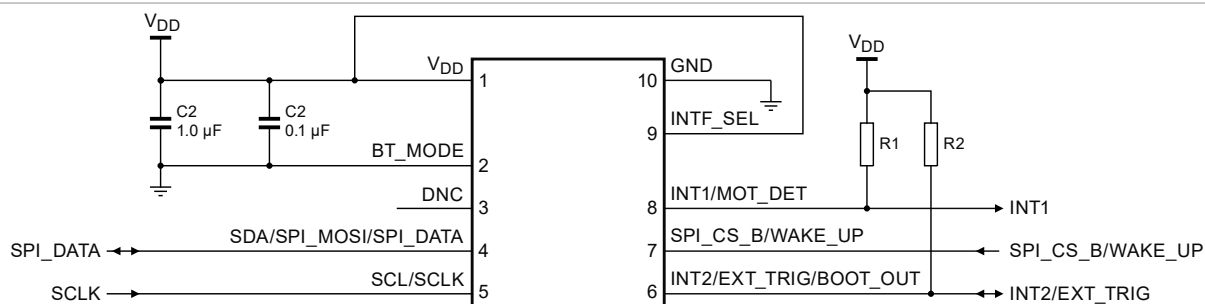 VDD
VDD
C2
1.0 µF
C2
0.1 µF
VDD
1
10
GND
INTF_SEL
9
R1
R2
BT_MODE
2
DNC
3
INT1/MOT_DET
8
INT1
SPI_DATA
SDA/SPI_MOSI/SPI_DATA
4
SPI_CS_B/WAKE_UP
7
SPI_CS_B/WAKE_UP
SCLK
SCL/SCLK
5
INT2/EXT_TRIG/BOOT_OUT
6
INT2/EXT_TRIG